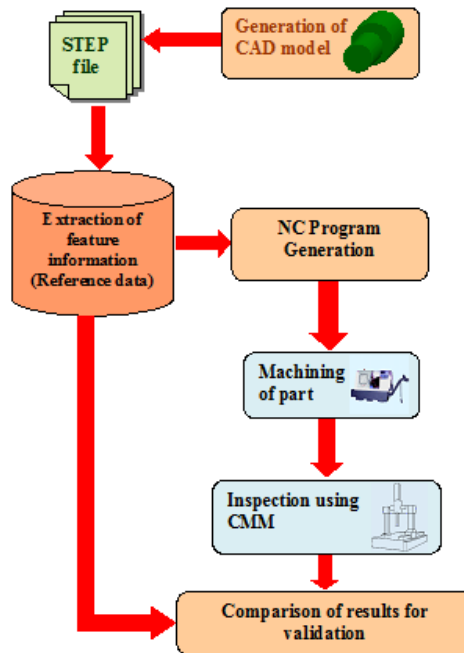 Generation of
CAD model
STEP
file
Extraction of
feature
information
(Reference data)
NC Program
Generation
Machining
of part
Inspection using
CMM
Comparison of results for
validation